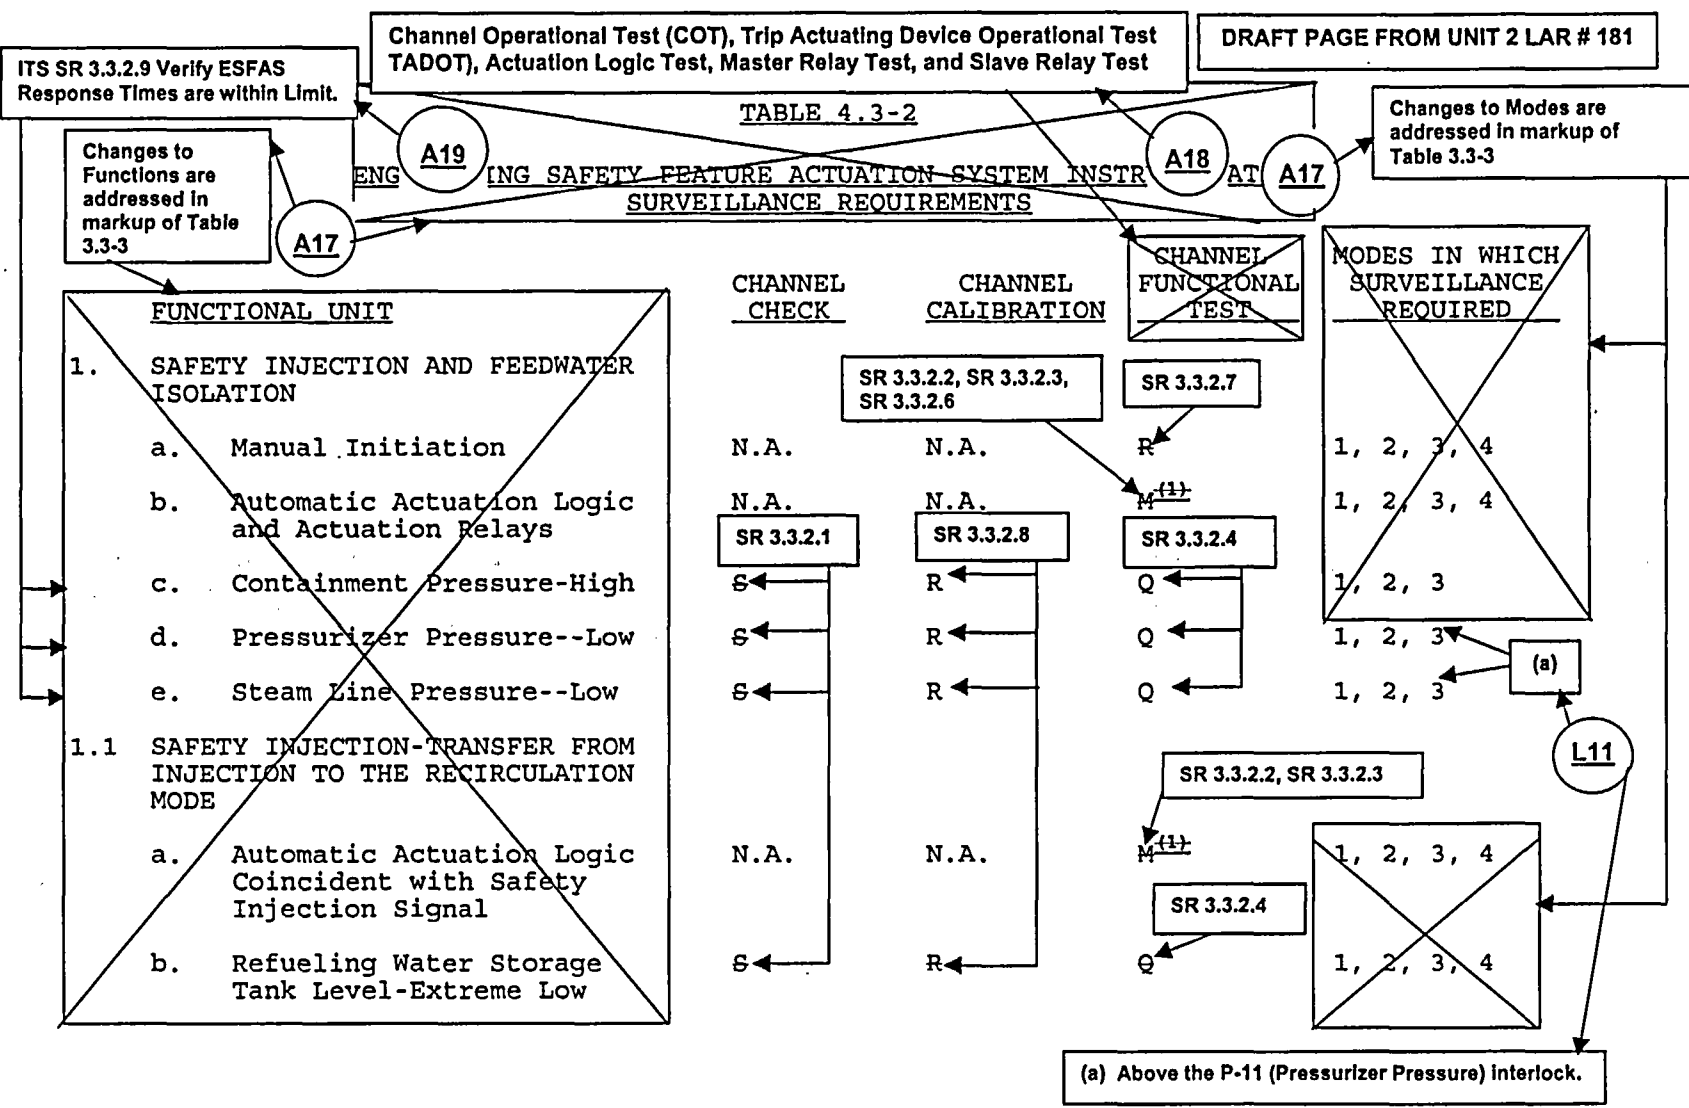 Channel Operational Test (COT), Trip Actuating Device Operational Test
TADOT), Actuation Logic Test, Master Relay Test, and Slave Relay Test
DRAFT PAGE FROM UNIT 2 LAR # 181
ITS SR 3.3.2.9 Verify ESFAS
Response Times are within Limit.
Changes to Modes are
addressed in markup of
Table 3.3-3
TABLE 4.3-2
A19
A18
A17
Changes to
Functions are
addressed in
markup of Table
3.3-3
A17
ENG ING SAFETY FEATURE ACTUATION SYSTEM INSTR AT
SURVEILLANCE REQUIREMENTS
FUNCTIONAL UNIT
CHANNEL
CHECK
CHANNEL
CALIBRATION
CHANNEL
FUNCTIONAL
TEST
MODES IN WHICH
SURVEILLANCE
REQUIRED
1. SAFETY INJECTION AND FEEDWATER
ISOLATION
SR 3.3.2.2, SR 3.3.2.3,
SR 3.3.2.6
SR 3.3.2.7
a. Manual Initiation N.A. N.A. R 1, 2, 3, 4
b. Automatic Actuation Logic N.A. N.A. M(1) 1, 2, 3, 4
and Actuation Relays
SR 3.3.2.1
SR 3.3.2.8
SR 3.3.2.4
c. Containment Pressure-High S R Q 1, 2, 3
d. Pressurizer Pressure--Low S R Q 1, 2, 3
(a)
e. Steam Line Pressure--Low S R Q 1, 2, 3
L11
1.1 SAFETY INJECTION-TRANSFER FROM
INJECTION TO THE RECIRCULATION
MODE
SR 3.3.2.2, SR 3.3.2.3
a. Automatic Actuation Logic N.A. N.A. M(1) 1, 2, 3, 4
Coincident with Safety
Injection Signal
SR 3.3.2.4
b. Refueling Water Storage S R Q 1, 2, 3, 4
Tank Level-Extreme Low
(a) Above the P-11 (Pressurizer Pressure) interlock.